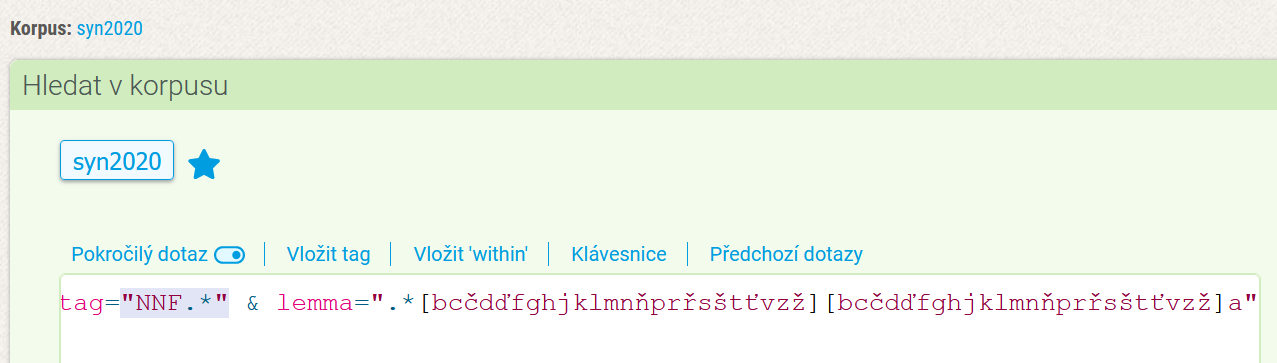 Korpus: syn2020
Hledat v korpusu
syn2020
Pokročilý dotaz | Vložit tag | Vložit 'within' | Klávesnice | Předchozí dotazy
tag="NNF.*" & lemma=".*[bcčdďfghjklmnňprřsštťvzž][bcčdďfghjklmnňprřsštťvzž]a"